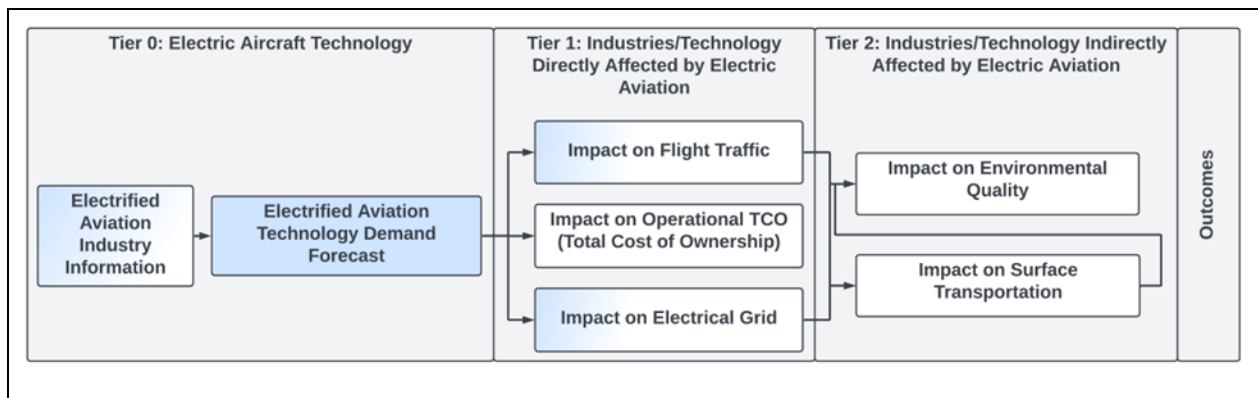 Tier 0: Electric Aircraft Technology
Electrified
Aviation
Industry
Information
Electrified Aviation
Technology Demand
Forecast
Tier 1: Industries/Technology
Directly Affected by Electric
Aviation
Impact on Flight Traffic
Impact on Operational TCO
(Total Cost of Ownership)
Impact on Electrical Grid
Tier 2: Industries/Technology Indirectly
Affected by Electric Aviation
Impact on Environmental
Quality
Impact on Surface
Transportation
Outcomes